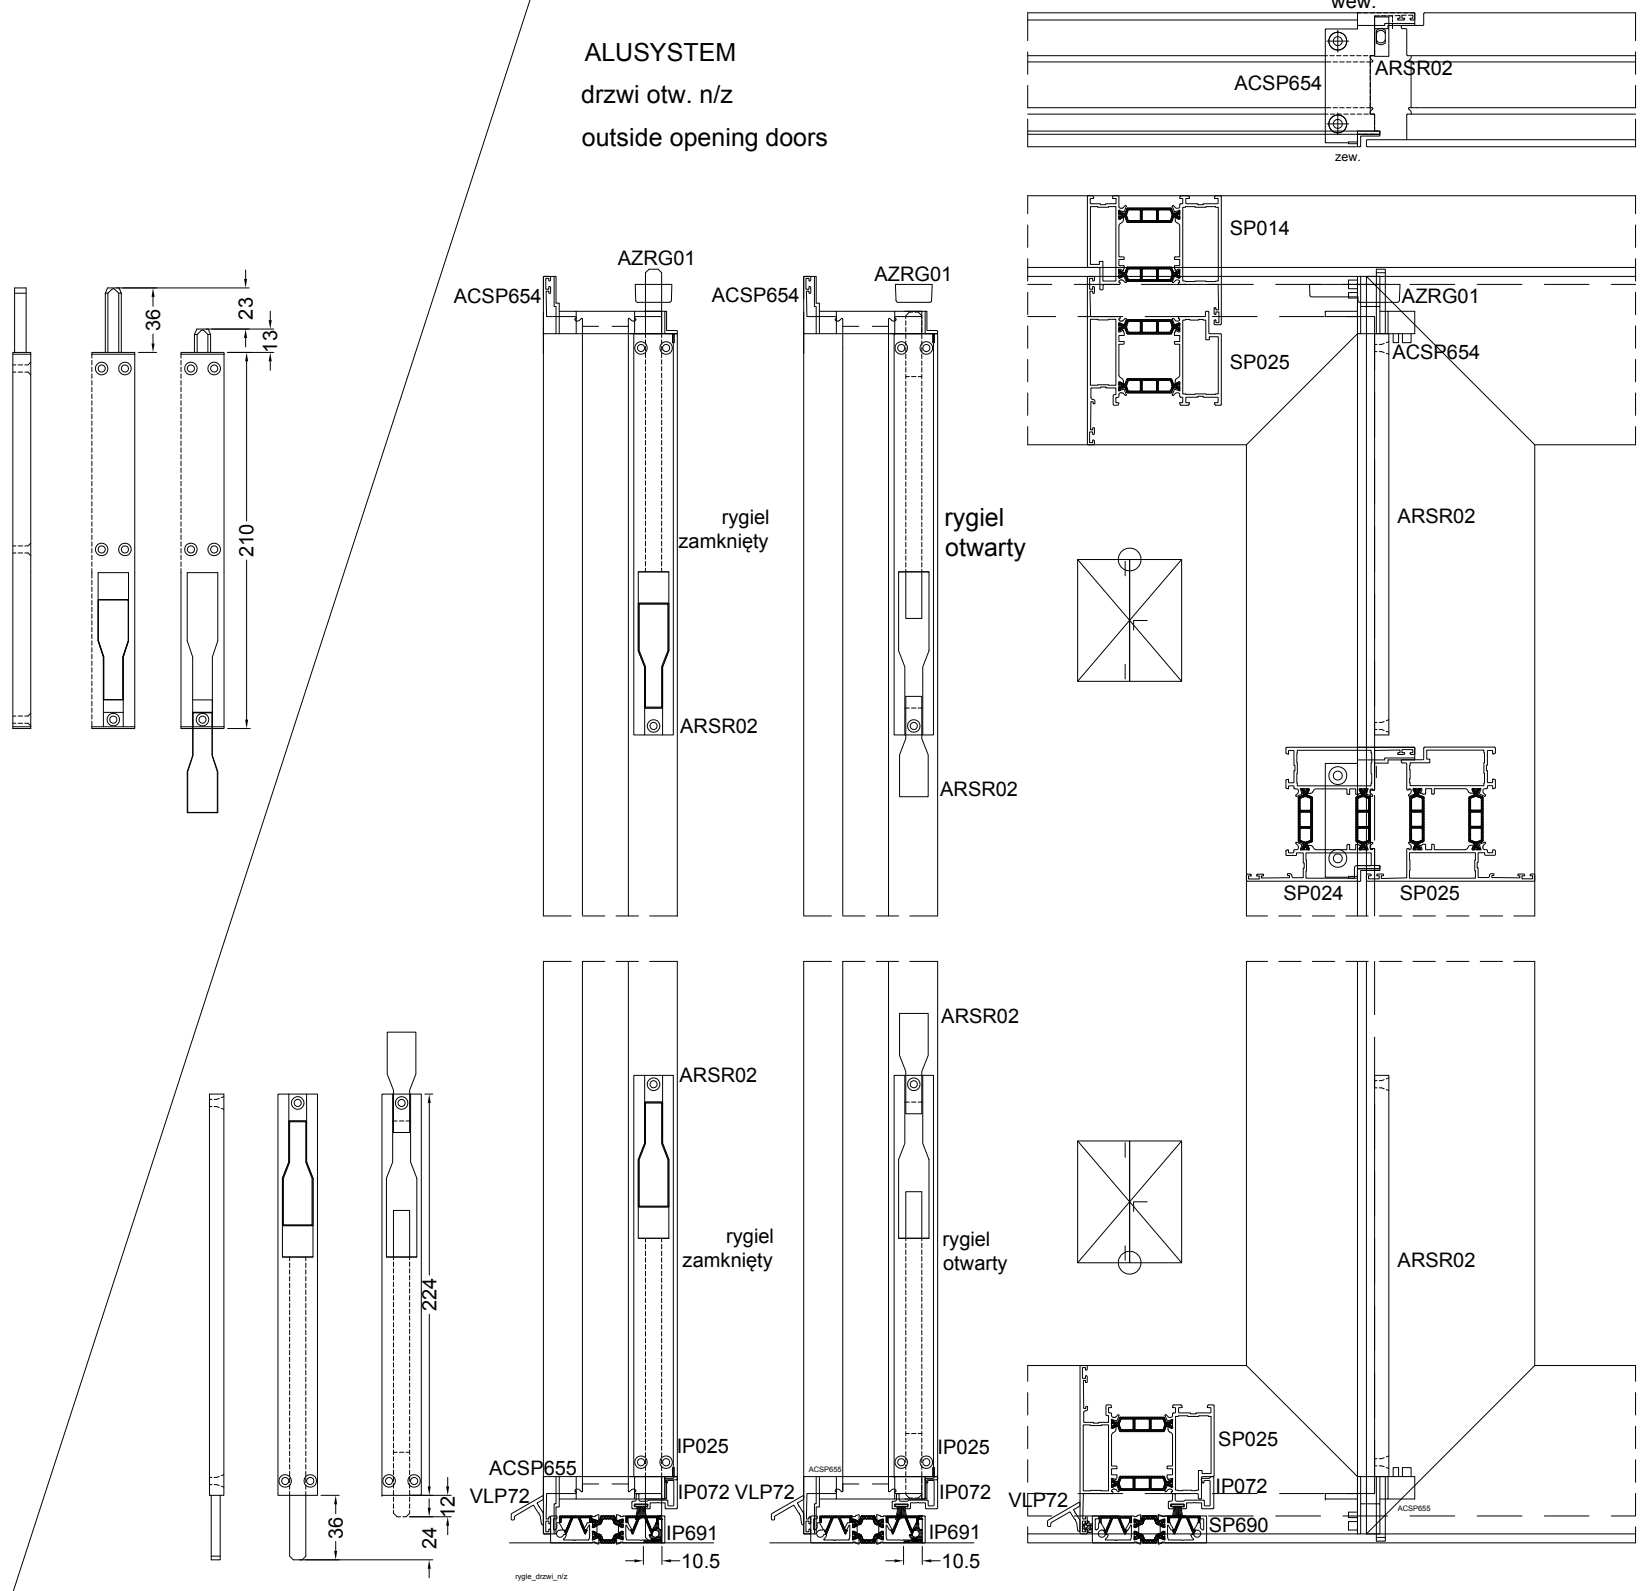 wew.
ALUSYSTEM
drzwi otw. n/z
outside opening doors
ACSP654
ARSR02
zew.
SP014
AZRG01
AZRG01
ACSP654
ACSP654
AZRG01
ACSP654
SP025
36
23
13
210
rygiel
zamknięty
rygiel
otwarty
ARSR02
ARSR02
ARSR02
SP024
SP025
ARSR02
ARSR02
224
rygiel
zamknięty
rygiel
otwarty
ARSR02
IP025
IP025
SP025
ACSP655
ACSP655
VLP72
IP072
VLP72
IP072
VLP72
IP072
ACSP655
36
24
12
IP691
IP691
SP690
10.5
10.5
rygle_drzwi_n/z